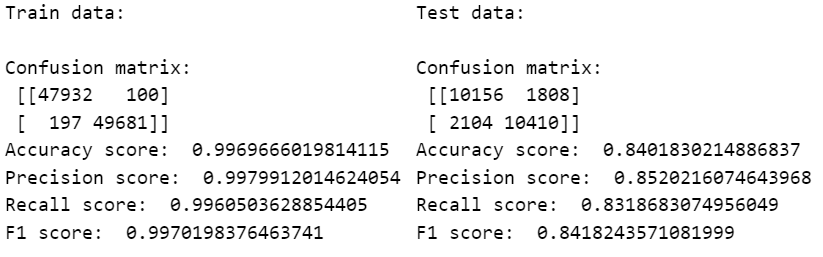 Train data:
Confusion matrix:
[[47932 100]
[ 197 49681]]
Accuracy score: 0.9969666019814115
Precision score: 0.9979912014624054
Recall score: 0.9960503628854405
F1 score: 0.9970198376463741
Test data:
Confusion matrix:
[[10156 1808]
[ 2104 10410]]
Accuracy score: 0.8401830214886837
Precision score: 0.8520216074643968
Recall score: 0.8318683074956049
F1 score: 0.8418243571081999